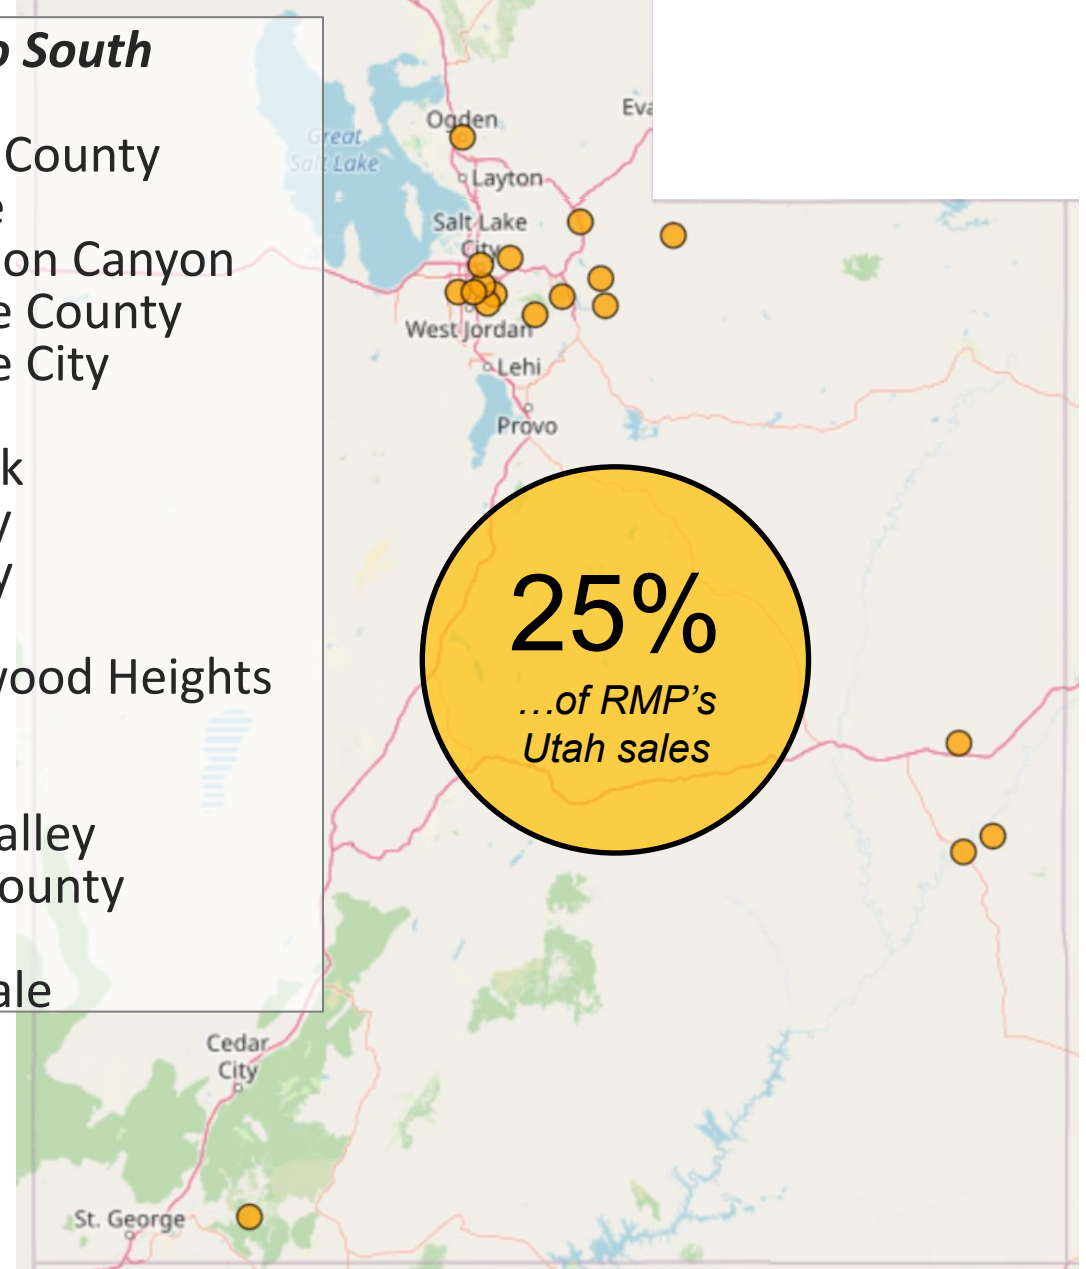 o South
County
e
on Canyon
e County
e City
k
y
y
wood Heights
alley
ounty
ale
Great
Salt Lake
Ogden
Eva
Layton
Salt Lake
City
West Jordan
Lehi
Provo
25%
...of RMP's
Utah sales
Cedar
City
St. George